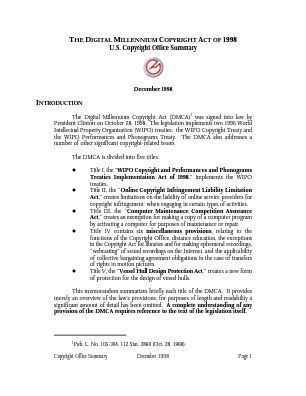 THE DIGITAL MILLENNIUM COPYRIGHT ACT OF 1998
U.S. Copyright Office Summary
December 1998
INTRODUCTION
The Digital Millennium Copyright Act (DMCA)1 was signed into law by
President Clinton on October 28, 1998. The legislation implements two 1996 World
Intellectual Property Organization (WIPO) treaties: the WIPO Copyright Treaty and
the WIPO Performances and Phonograms Treaty. The DMCA also addresses a
number of other significant copyright-related issues.
The DMCA is divided into five titles:
● Title I, the "WIPO Copyright and Performances and Phonograms
Treaties Implementation Act of 1998," implements the WIPO
treaties.
● Title II, the "Online Copyright Infringement Liability Limitation
Act," creates limitations on the liability of online service providers for
copyright infringement when engaging in certain types of activities.
● Title III, the "Computer Maintenance Competition Assurance
Act," creates an exemption for making a copy of a computer program
by activating a computer for purposes of maintenance or repair.
● Title IV contains six miscellaneous provisions, relating to the
functions of the Copyright Office, distance education, the exceptions
in the Copyright Act for libraries and for making ephemeral recordings,
"webcasting" of sound recordings on the Internet, and the applicability
of collective bargaining agreement obligations in the case of transfers
of rights in motion pictures.
● Title V, the "Vessel Hull Design Protection Act," creates a new form
of protection for the design of vessel hulls.
This memorandum summarizes briefly each title of the DMCA. It provides
merely an overview of the law's provisions; for purposes of length and readability a
significant amount of detail has been omitted. A complete understanding of any
provision of the DMCA requires reference to the text of the legislation itself.
1Pub. L. No. 105-304, 112 Stat. 2860 (Oct. 28, 1998).
Copyright Office Summary December 1998 Page 1